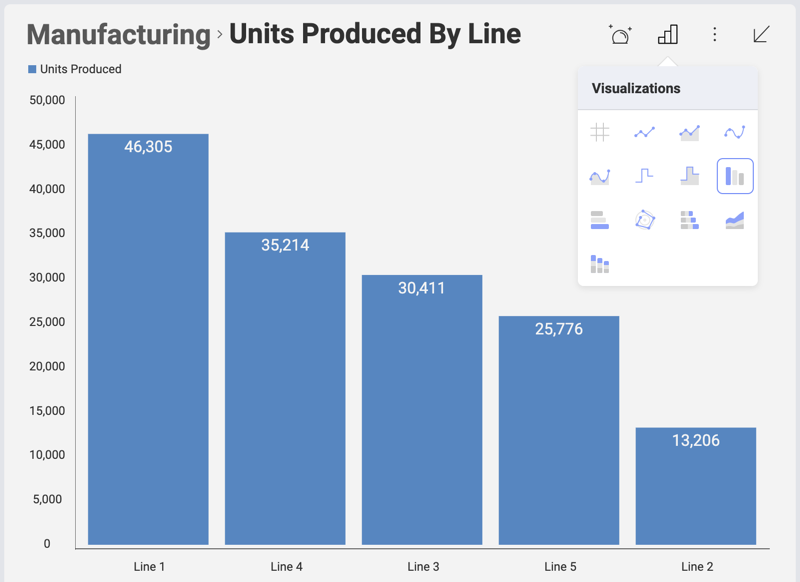 Manufacturing › Units Produced By Line
Units Produced
Visualizations
50,000
45,000
40,000
35,000
30,000
25,000
20,000
15,000
10,000
5,000
0
46,305
35,214
30,411
25,776
13,206
Line 1
Line 4
Line 3
Line 5
Line 2